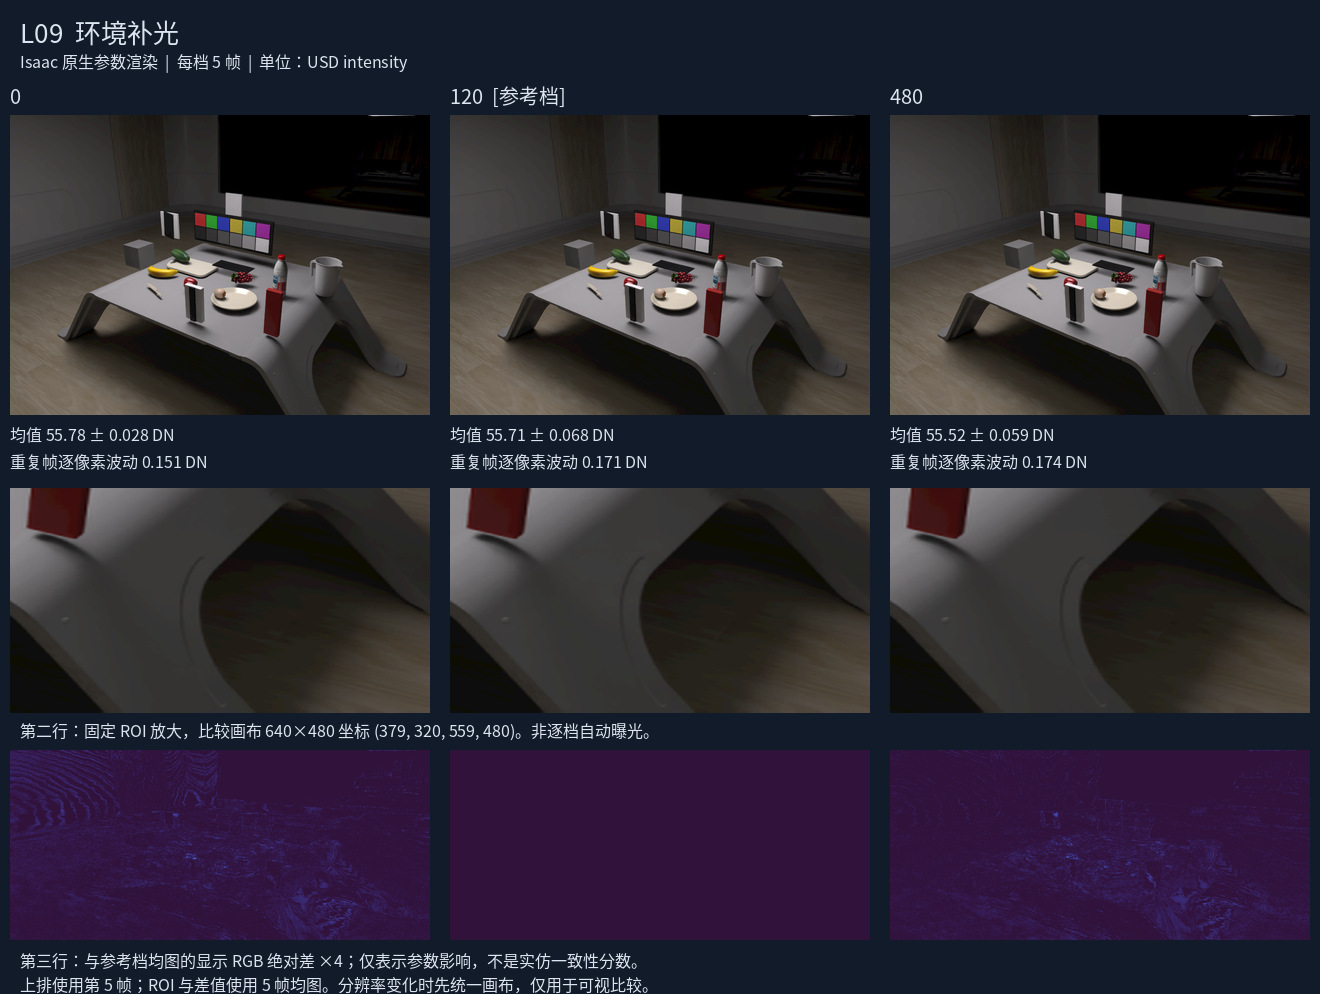 L09 环境补光
Isaac 原生参数渲染｜每档 5 帧｜单位：USD intensity
0
120 [参考档]
480
均值 55.78 ± 0.028 DN
重复帧逐像素波动 0.151 DN
均值 55.71 ± 0.068 DN
重复帧逐像素波动 0.171 DN
均值 55.52 ± 0.059 DN
重复帧逐像素波动 0.174 DN
第二行：固定 ROI 放大，比较画布 640×480 坐标 (379, 320, 559, 480)。非逐档自动曝光。
第三行：与参考档均图的显示 RGB 绝对差 ×4；仅表示参数影响，不是实仿一致性分数。
上排使用第 5 帧；ROI 与差值使用 5 帧均图。分辨率变化时先统一画布，仅用于可视比较。